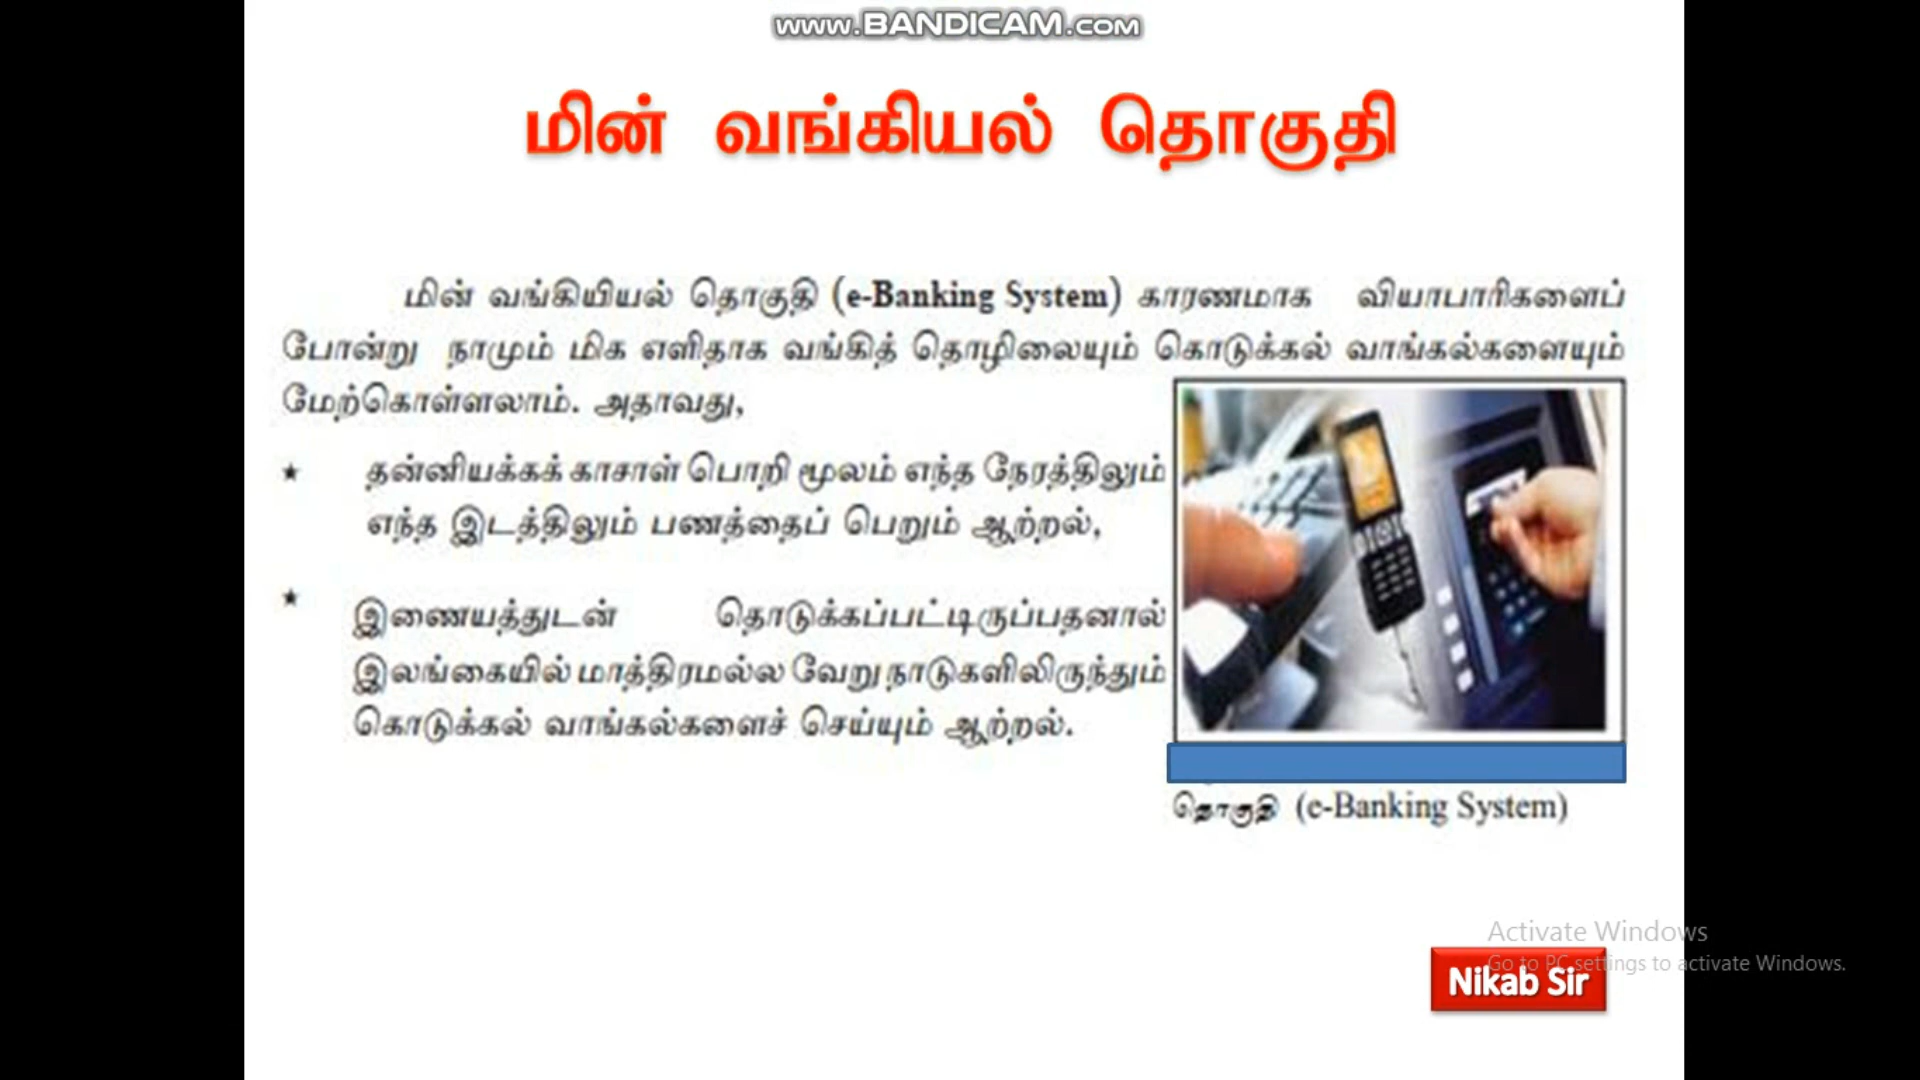 www.BANDICAM.com
மின் வங்கியல் தொகுதி
மின் வங்கியியல் தொகுதி (e-Banking System) காரணமாக வியாபாரிகளைப்
போன்று நாமும் மிக எளிதாக வங்கித் தொழிலையும் கொடுக்கல் வாங்கல்களையும்
மேற்கொள்ளலாம். அதாவது,
★ தன்னியக்கக் காசாள் பொறி மூலம் எந்த நேரத்திலும்
எந்த இடத்திலும் பணத்தைப் பெறும் ஆற்றல்,
★ இணையத்துடன் தொடுக்கப்பட்டிருப்பதனால்
இலங்கையில் மாத்திரமல்ல வேறு நாடுகளிலிருந்தும்
கொடுக்கல் வாங்கல்களைச் செய்யும் ஆற்றல்.
தொகுதி (e-Banking System)
Activate Windows
Go to PC settings to activate Windows.
Nikab Sir